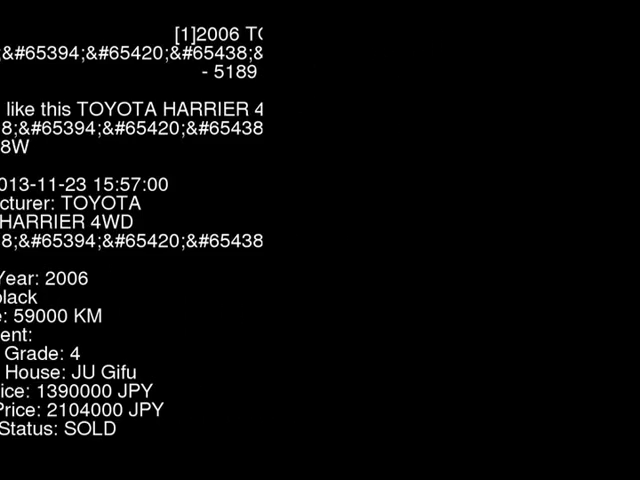 [1]2006 TO
;&#65394;&#65420;&#65438;&
- 5189
like this TOYOTA HARRIER 4
8;&#65394;&#65420;&#65438
8W
013-11-23 15:57:00
cturer: TOYOTA
HARRIER 4WD
8;&#65394;&#65420;&#65438
Year: 2006
black
e: 59000 KM
ent:
Grade: 4
House: JU Gifu
ice: 1390000 JPY
Price: 2104000 JPY
Status: SOLD